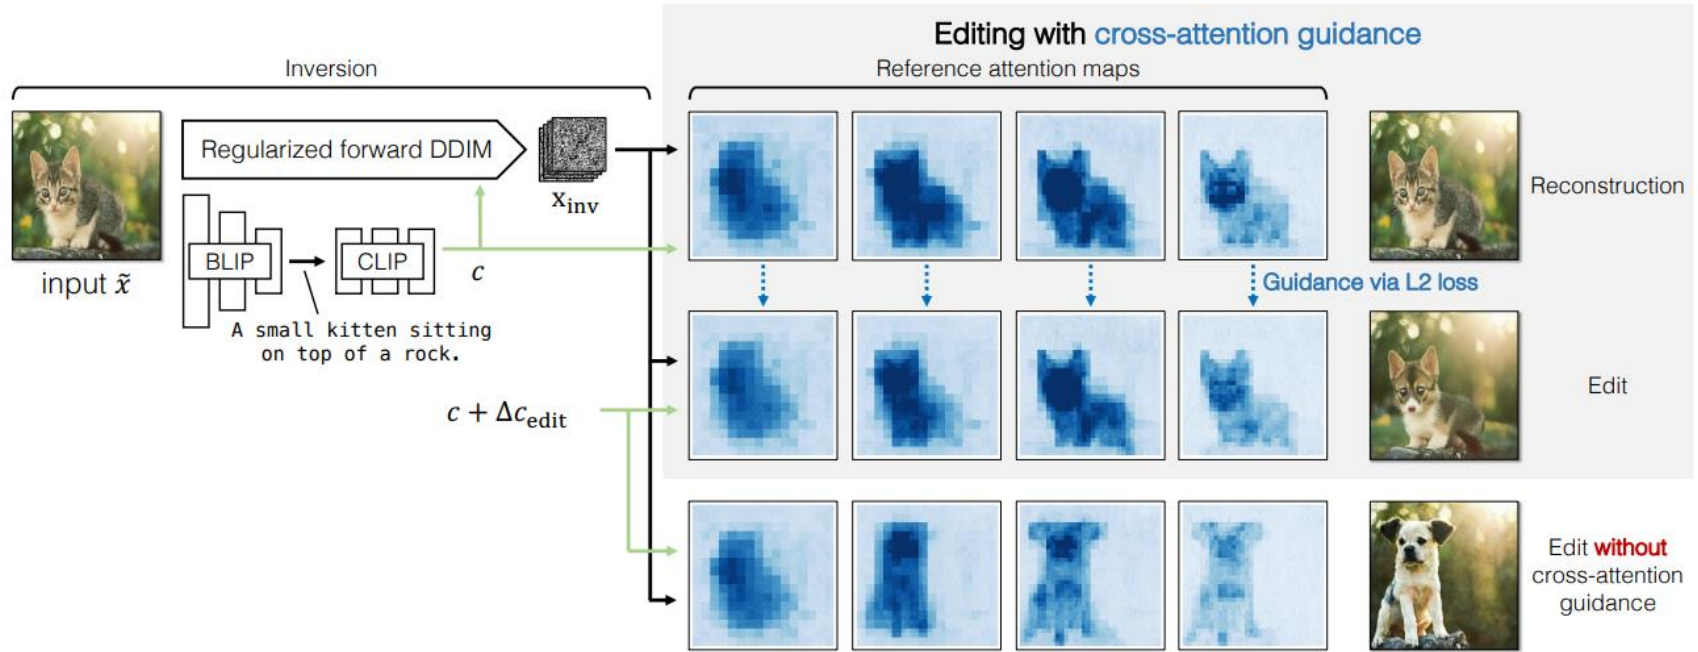 Editing with cross-attention guidance
Inversion
Reference attention maps
Regularized forward DDIM
x_inv
Reconstruction
BLIP
CLIP
c
input x̃
Guidance via L2 loss
A small kitten sitting
on top of a rock.
Edit
c + Δc_edit
Edit without
cross-attention
guidance